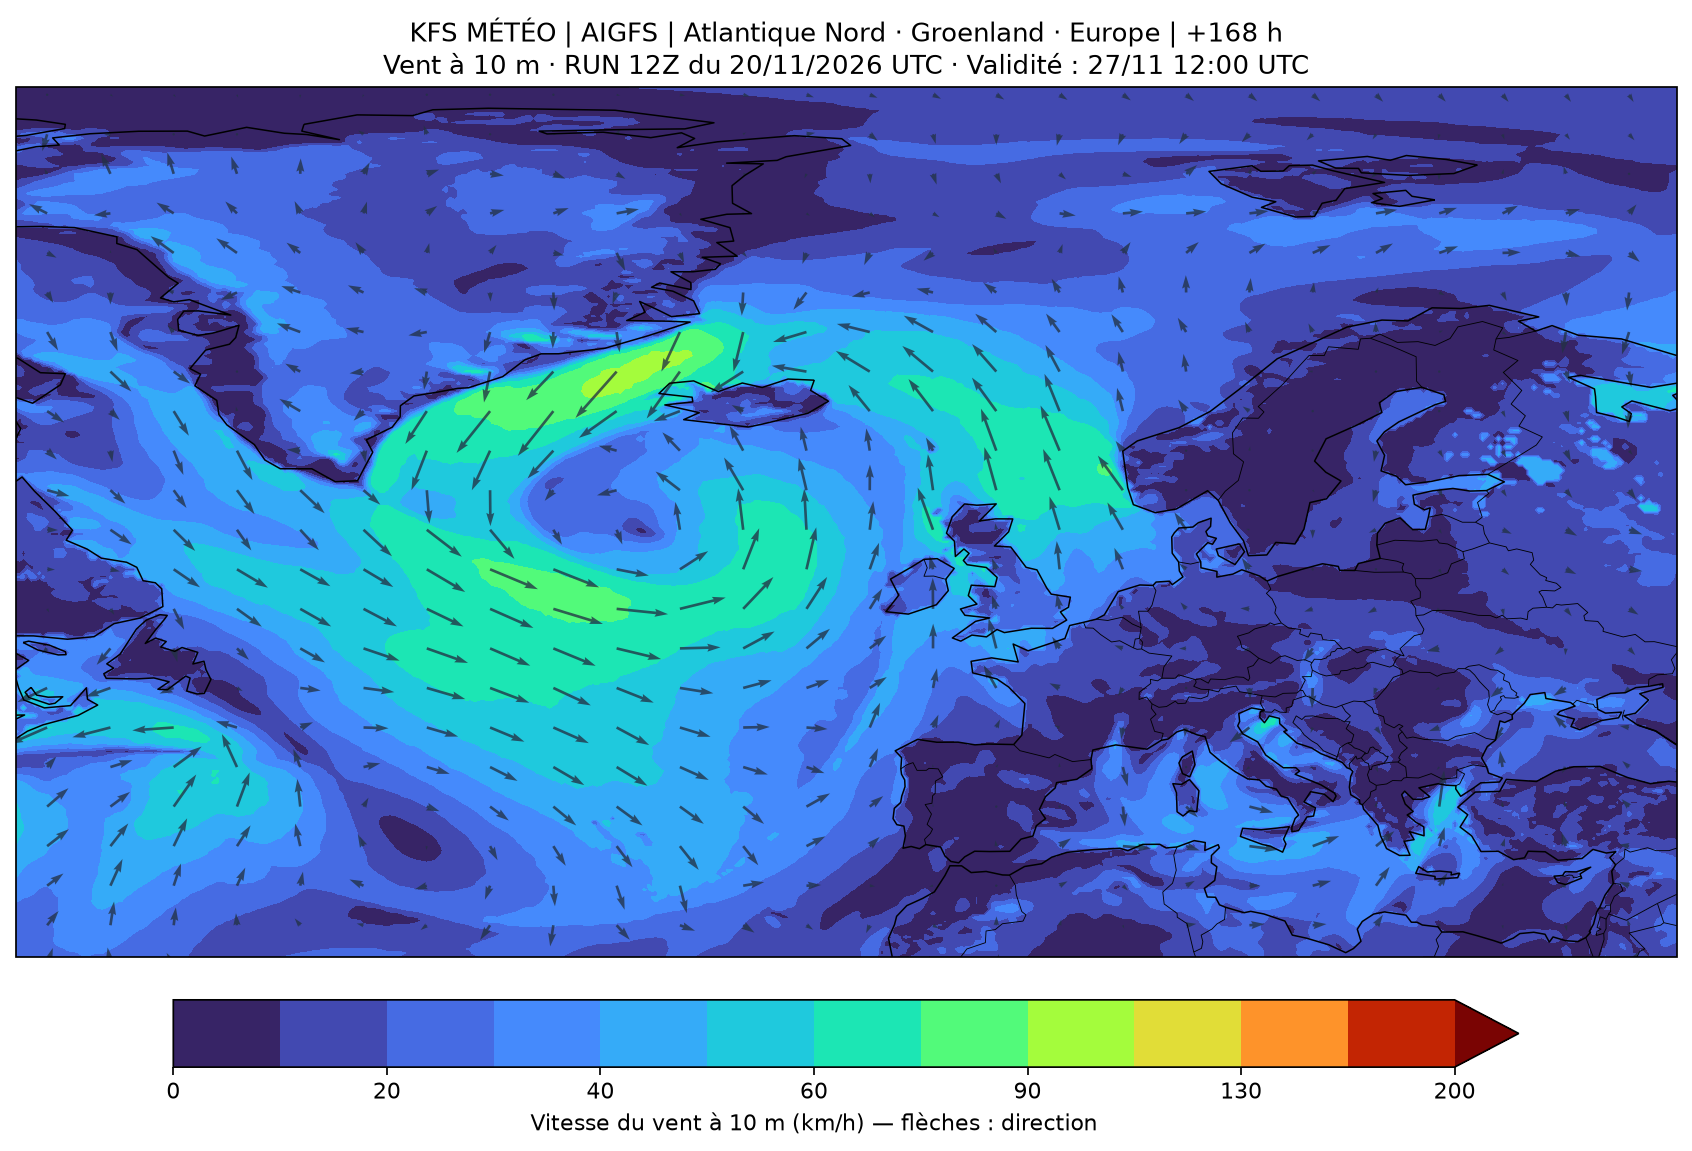 KFS MÉTÉO | AIGFS | Atlantique Nord · Groenland · Europe | +168 h
Vent à 10 m · RUN 12Z du 20/11/2026 UTC · Validité : 27/11 12:00 UTC
0 20 40 60 90 130 200
Vitesse du vent à 10 m (km/h) — flèches : direction